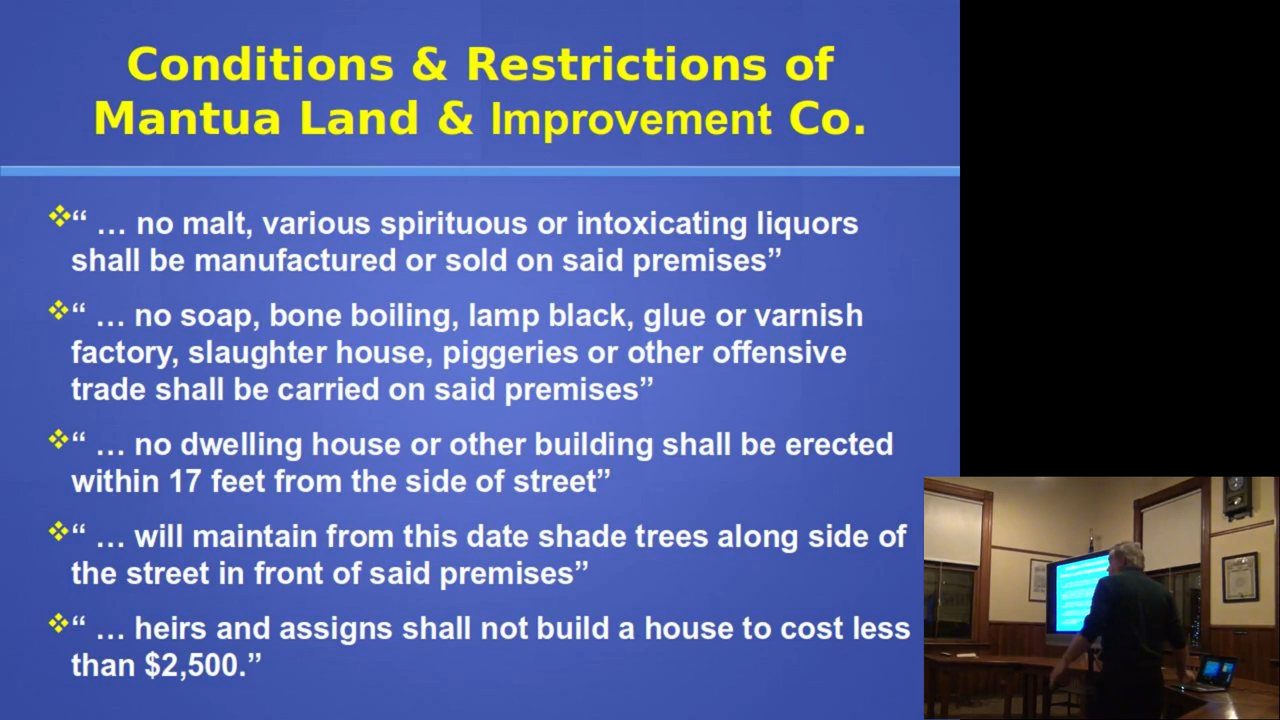 Conditions & Restrictions of
Mantua Land & Improvement Co.
“ … no malt, various spirituous or intoxicating liquors
shall be manufactured or sold on said premises”
“ … no soap, bone boiling, lamp black, glue or varnish
factory, slaughter house, piggeries or other offensive
trade shall be carried on said premises”
“ … no dwelling house or other building shall be erected
within 17 feet from the side of street”
“ … will maintain from this date shade trees along side of
the street in front of said premises”
“ … heirs and assigns shall not build a house to cost less
than $2,500.”